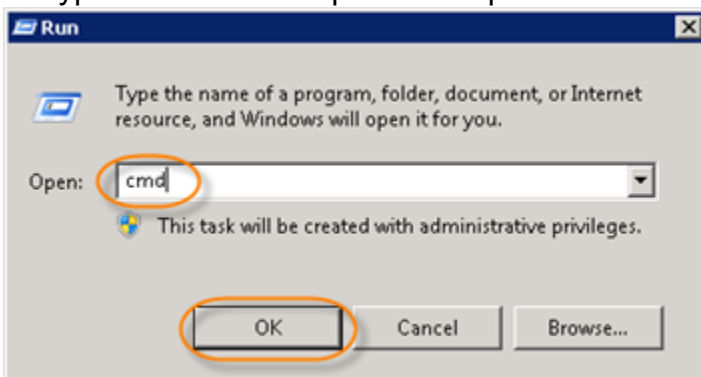 Run
Type the name of a program, folder, document, or Internet
resource, and Windows will open it for you.
Open: cmd
This task will be created with administrative privileges.
OK Cancel Browse...